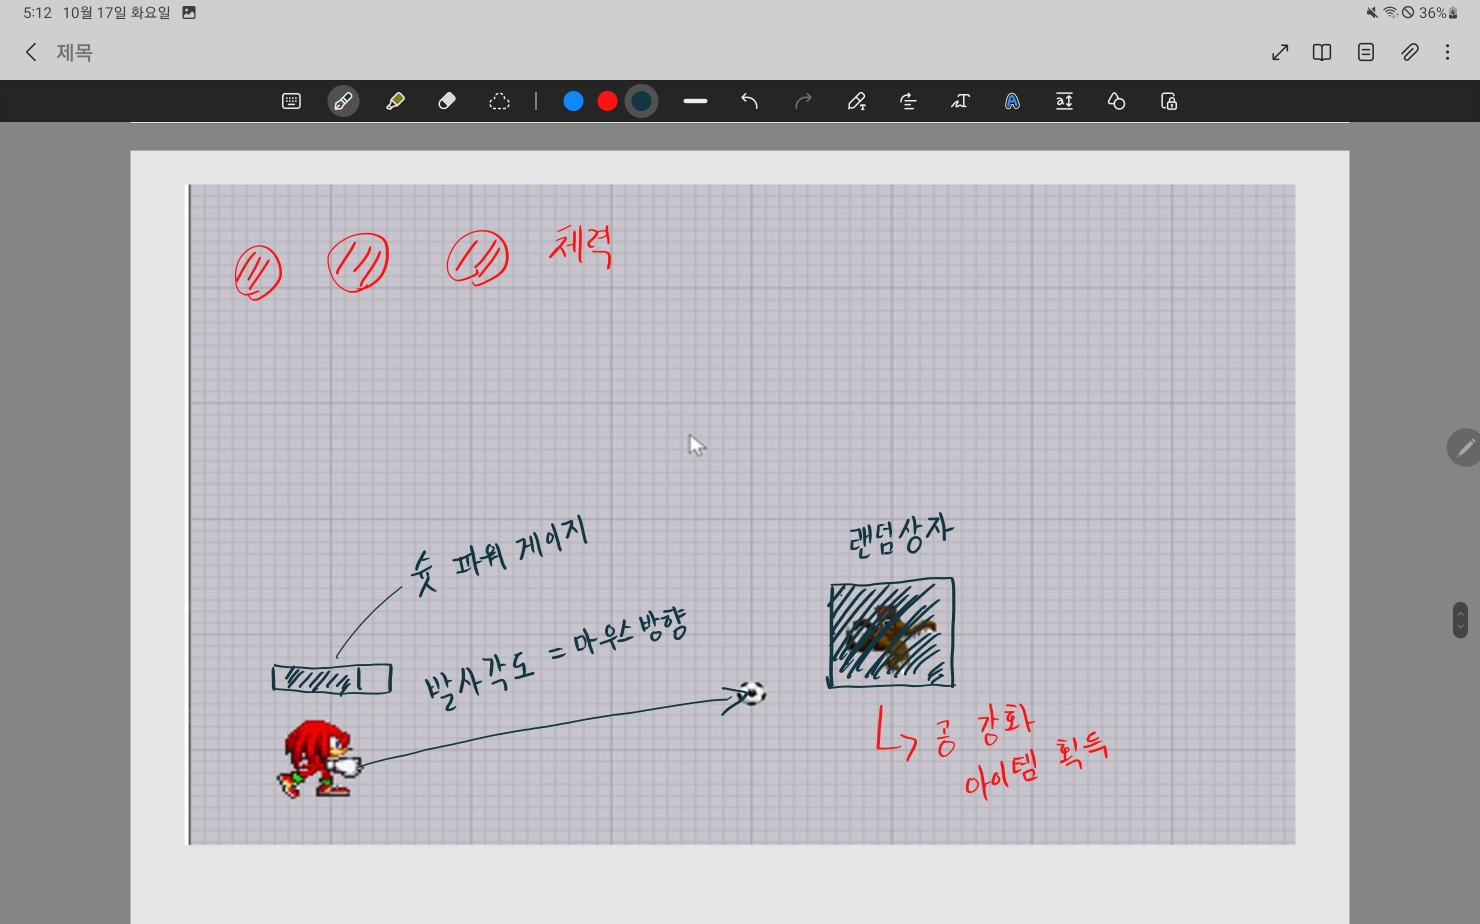 5:12 10월 17일 화요일
36%
제목
체력
슛 파워 게이지
랜덤상자
발사각도 = 마우스방향
공 강화
아이템 획득